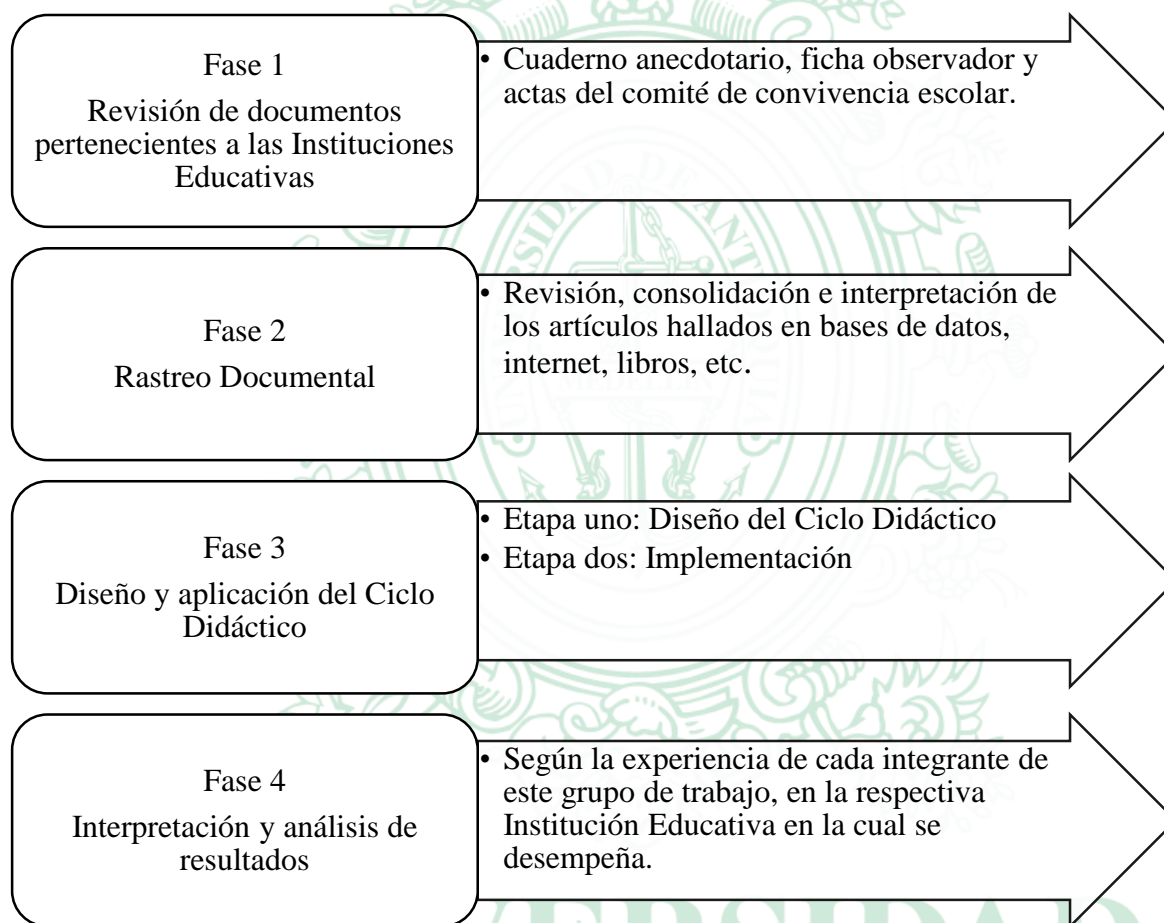 Fase 1
Revisión de documentos
pertenecientes a las Instituciones
Educativas
• Cuaderno anecdotario, ficha observador y
actas del comité de convivencia escolar.
Fase 2
Rastreo Documental
• Revisión, consolidación e interpretación de
los artículos hallados en bases de datos,
internet, libros, etc.
Fase 3
Diseño y aplicación del Ciclo
Didáctico
• Etapa uno: Diseño del Ciclo Didáctico
• Etapa dos: Implementación
Fase 4
Interpretación y análisis de
resultados
• Según la experiencia de cada integrante de
este grupo de trabajo, en la respectiva
Institución Educativa en la cual se
desempeña.